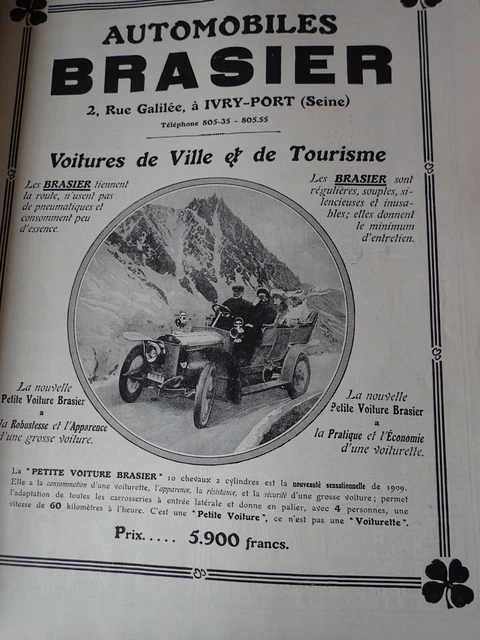 AUTOMOBILES
BRASIER
2, Rue Galilée, à IVRY-PORT (Seine)
Téléphone 805-35 - 805.55
Voitures de Ville & de Tourisme
Les BRASIER tiennent
la route, n'usent pas
de pneumatiques et
consomment peu
d'essence.
Les BRASIER sont
régulières, souples, si-
lencieuses et inusa-
bles; elles donnent
le minimum
d'entretien.
La nouvelle
Petite Voiture Brasier
a
la Robustesse et l'Apparence
d'une grosse voiture.
La nouvelle
Petite Voiture Brasier
a
la Pratique et l'Économie
d'une voiturette.
La "PETITE VOITURE BRASIER" 10 chevaux 2 cylindres est la nouveauté sensationnelle de 1909.
Elle a la consommation d'une voiturette, l'apparence, la résistance, et la sécurité d'une grosse voiture; permet
l'adaptation de toutes les carrosseries à entrée latérale et donne en palier, avec 4 personnes, une
vitesse de 60 kilomètres à l'heure. C'est une "Petite Voiture", ce n'est pas une "Voiturette".
Prix..... 5.900 francs.